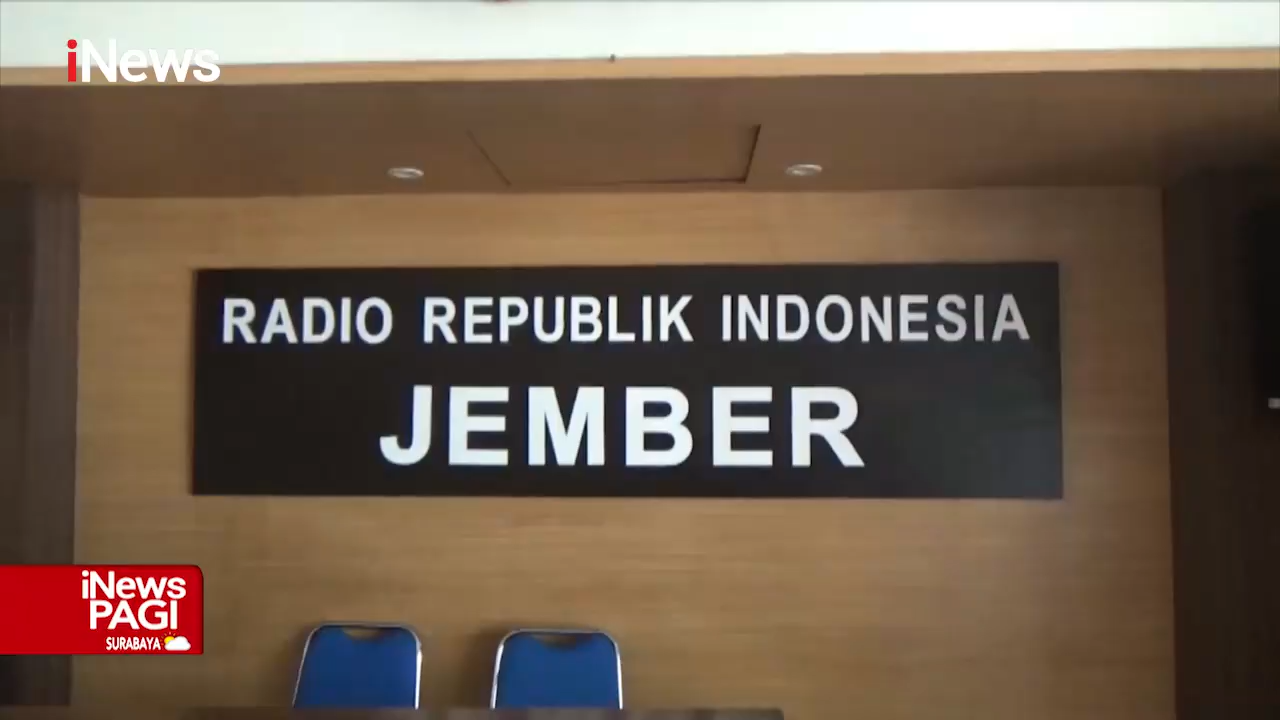 iNews
RADIO REPUBLIK INDONESIA
JEMBER
iNews
PAGI
SURABAYA